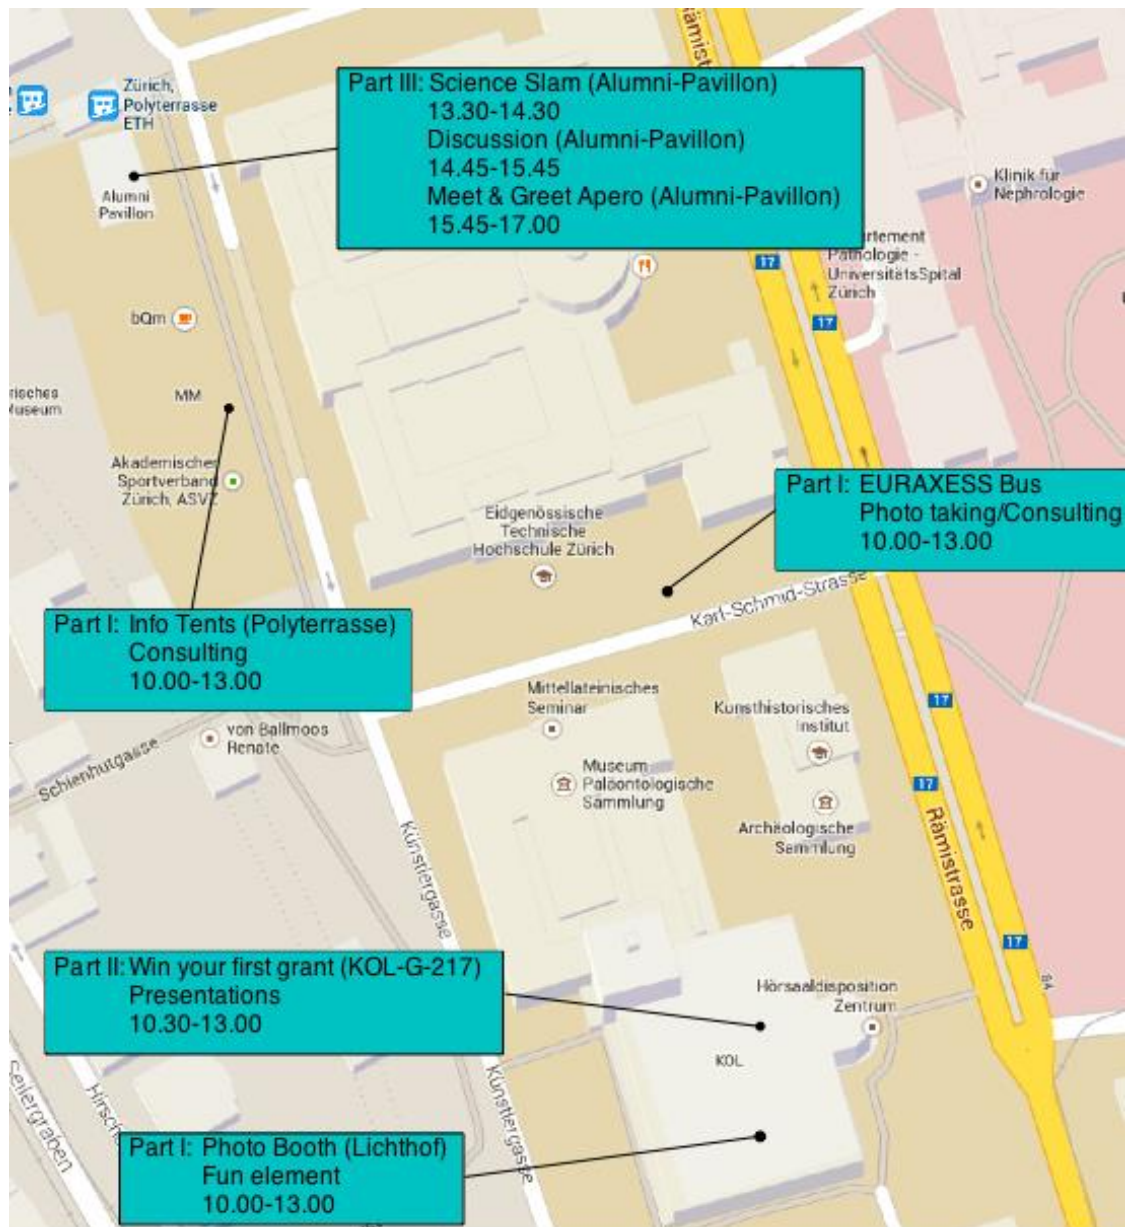 Rämist
Zürich,
Polyterrasse
ETH
Part III: Science Slam (Alumni-Pavillon)
13.30-14.30
Discussion (Alumni-Pavillon)
14.45-15.45
Meet & Greet Apero (Alumni-Pavillon)
15.45-17.00
Alumni
Pavillon
Klinik für
Nephrologie
artement
Pathologie -
UniversitätsSpital
Zürich
17
17
bQm
MM
risches
Museum
Akademischer
Sportverband
Zürich, ASVZ
Eidgenössische
Technische
Hochschule Zürich
Part I: EURAXESS Bus
Photo taking/Consulting
10.00-13.00
Karl-Schmid-Strasse
Part I: Info Tents (Polyterrasse)
Consulting
10.00-13.00
Mittellateinisches
Seminar
Kunsthistorisches
Institut
17
von Ballmoos
Renate
Schienhutgasse
Museum
Paläontologische
Sammlung
17
Archäologische
Sammlung
Rämistrasse
Künstlergasse
17
Part II: Win your first grant (KOL-G-217)
Presentations
10.30-13.00
Hörsaaldisposition
Zentrum
KOL
Seilergraben
Hirsch
Künstlergasse
Part I: Photo Booth (Lichthof)
Fun element
10.00-13.00